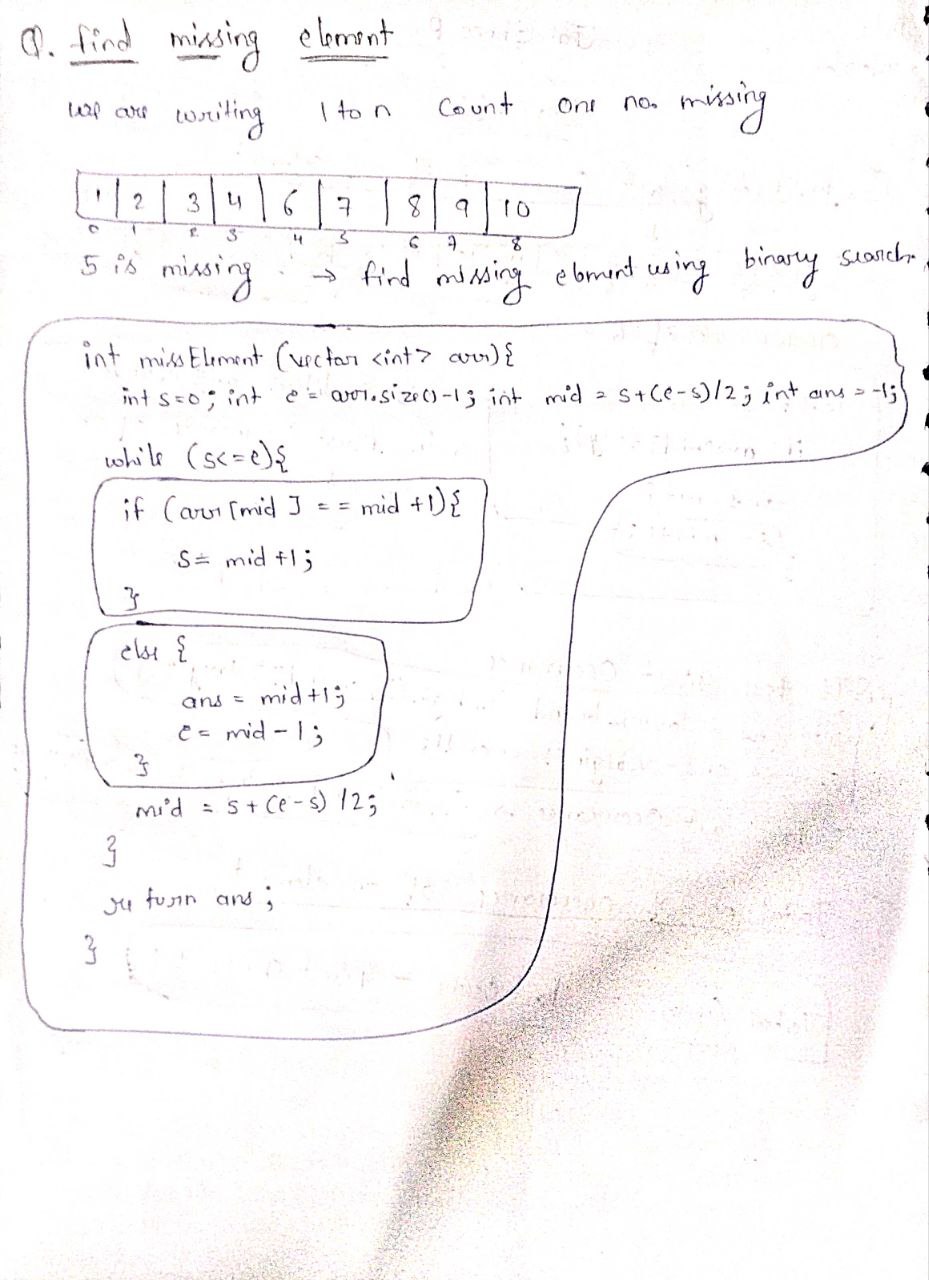 Q. find missing element
we are writing 1 to n count one no. missing
1 2 3 4 6 7 8 9 10
0 1 2 3 4 5 6 7 8
5 is missing → find missing element using binary search
int missElement (vector <int> arr){
int s=0; int e = arr.size()-1; int mid = s+(e-s)/2; int ans = -1;
while (s<=e){
if (arr[mid] == mid +1){
s= mid +1;
}
else {
ans = mid+1;
e= mid-1;
}
mid = s+(e-s)/2;
}
return ans;
}